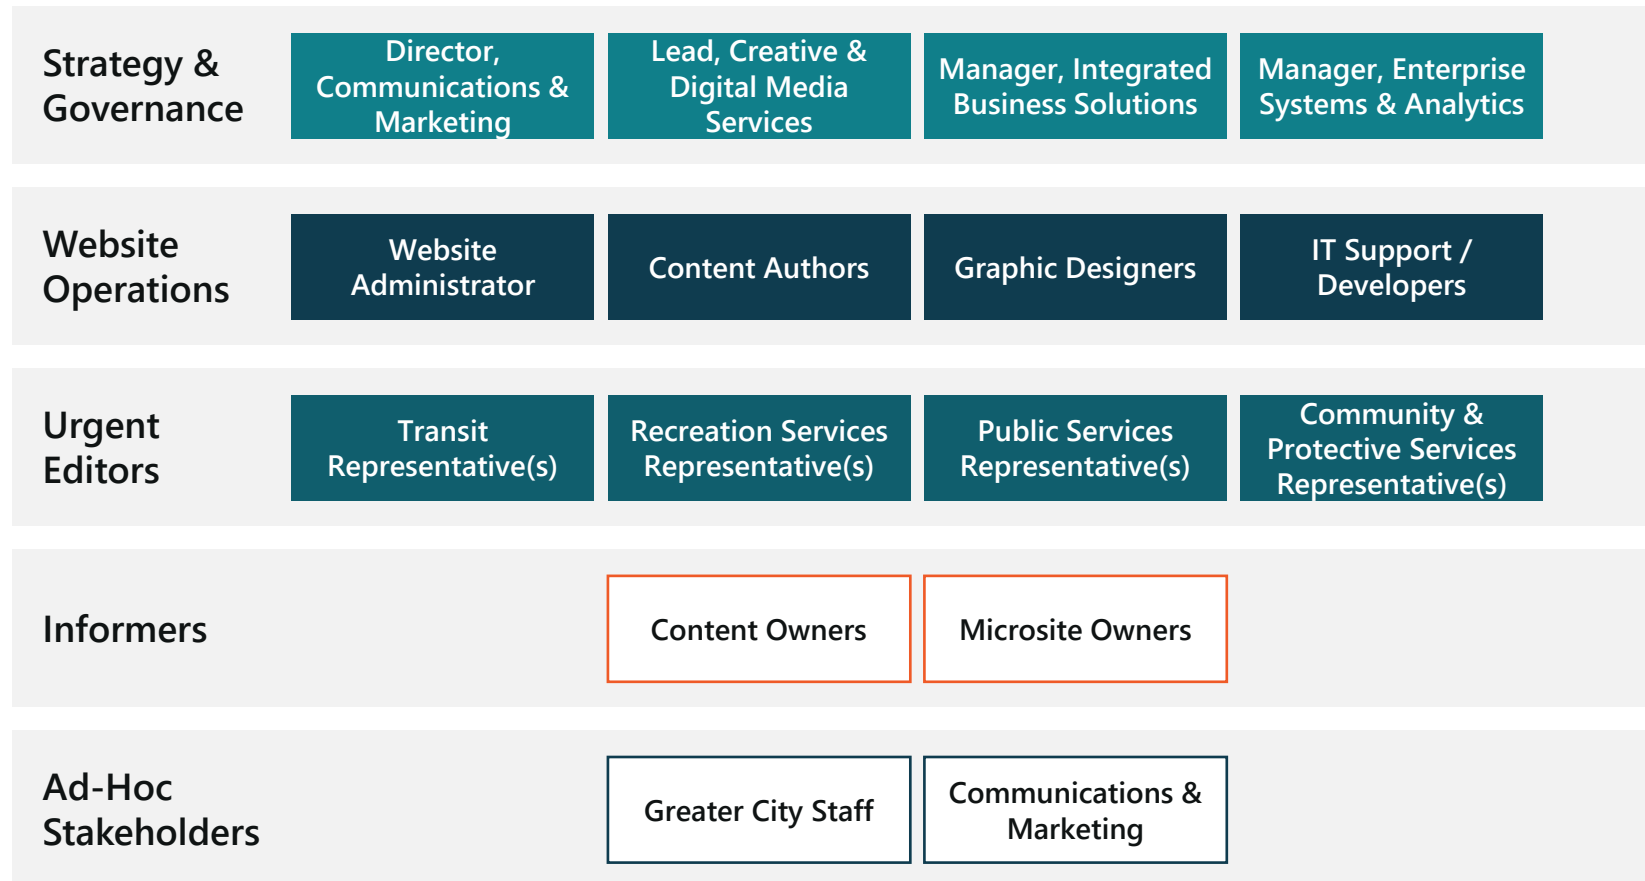 Strategy &
Governance
Director,
Communications &
Marketing
Lead, Creative &
Digital Media
Services
Manager, Integrated
Business Solutions
Manager, Enterprise
Systems & Analytics
Website
Operations
Website
Administrator
Content Authors
Graphic Designers
IT Support /
Developers
Urgent
Editors
Transit
Representative(s)
Recreation Services
Representative(s)
Public Services
Representative(s)
Community &
Protective Services
Representative(s)
Informers
Content Owners
Microsite Owners
Ad-Hoc
Stakeholders
Greater City Staff
Communications &
Marketing